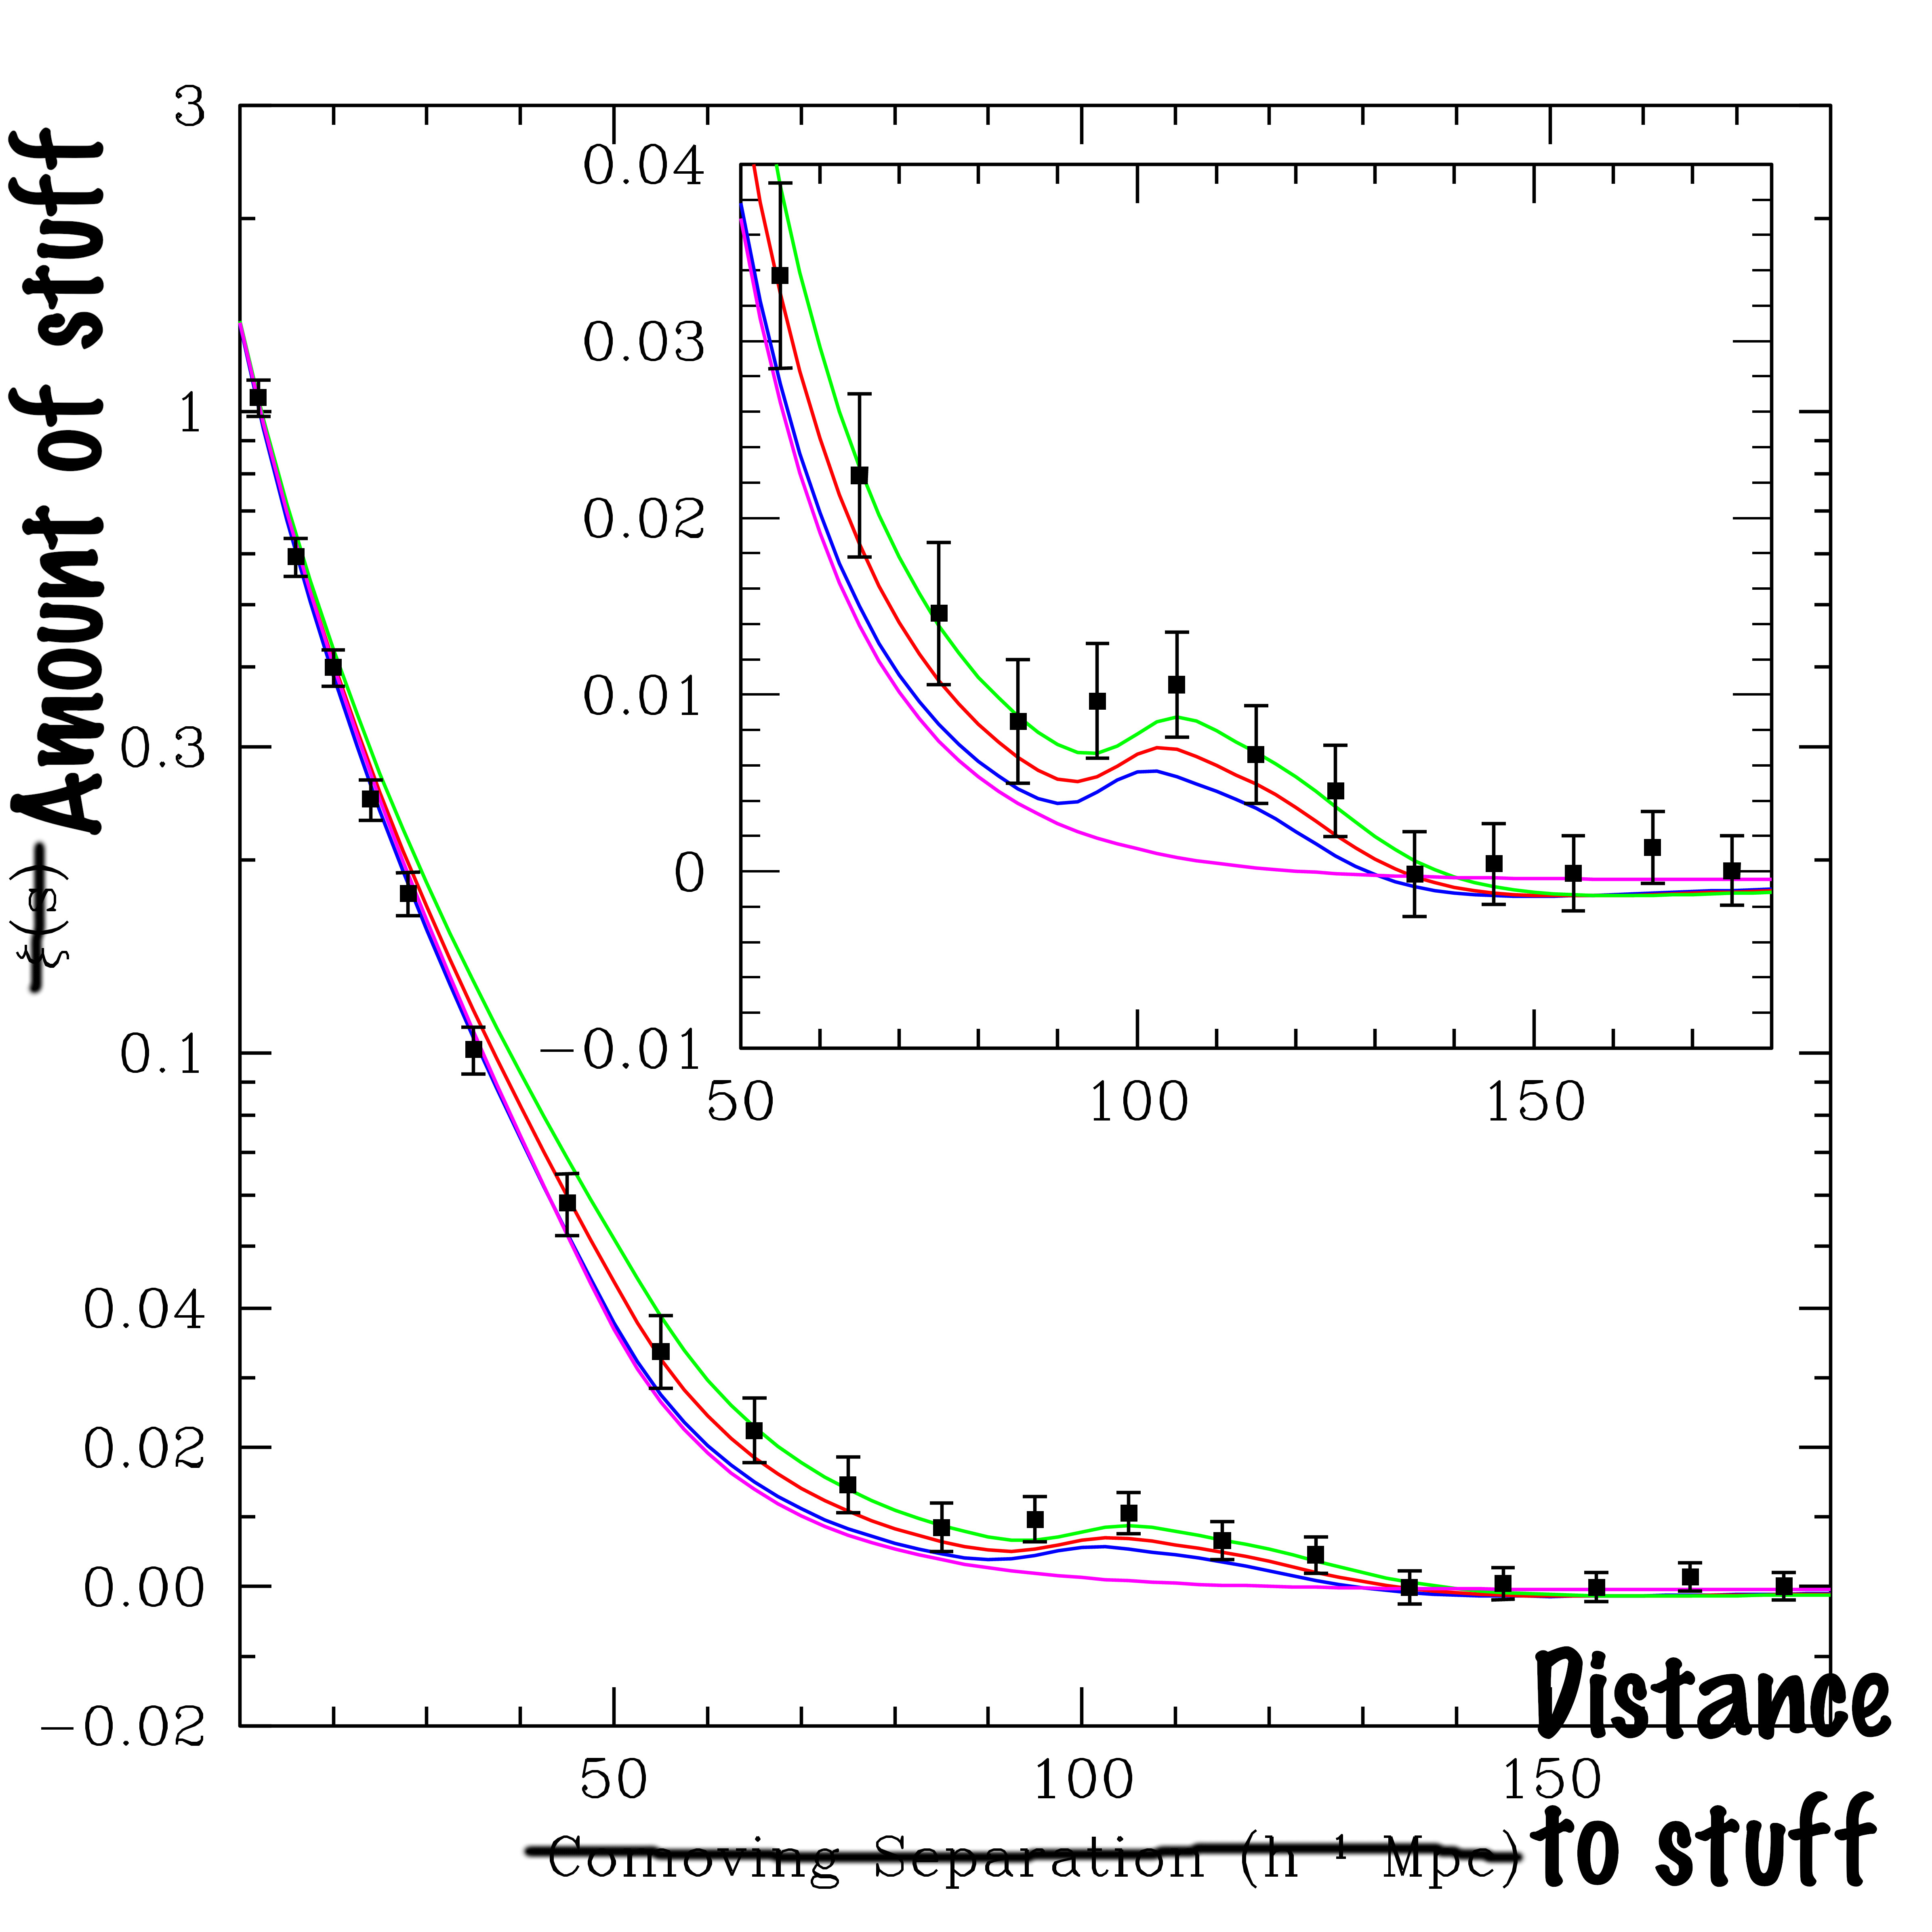 Amount of stuff
ξ(s)
3
1
0.3
0.1
0.04
0.02
0.00
−0.02
0.04
0.03
0.02
0.01
0
−0.01
50 100 150
50 100 150
Comoving Separation (h⁻¹ Mpc)
Distance
to stuff